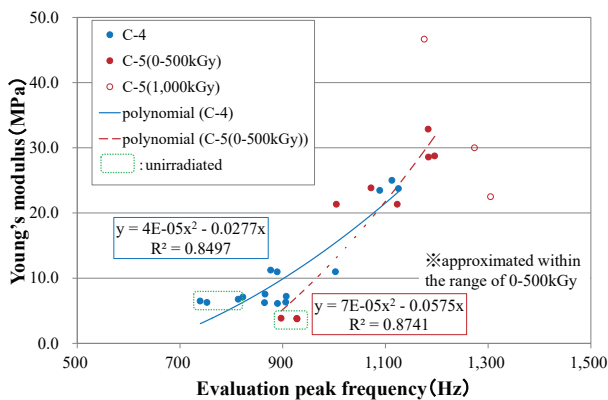 60.0
50.0
40.0
30.0
20.0
10.0
0.0
Young's modulus(MPa)
C-4
C-5(0-500kGy)
C-5(1,000kGy)
polynomial (C-4)
polynomial (C-5(0-500kGy))
: unirradiated
y = 4E-05x² - 0.0277x
R² = 0.8497
※approximated within
the range of 0-500kGy
y = 7E-05x² - 0.0575x
R² = 0.8741
500 700 900 1,100 1,300 1,500
Evaluation peak frequency(Hz)